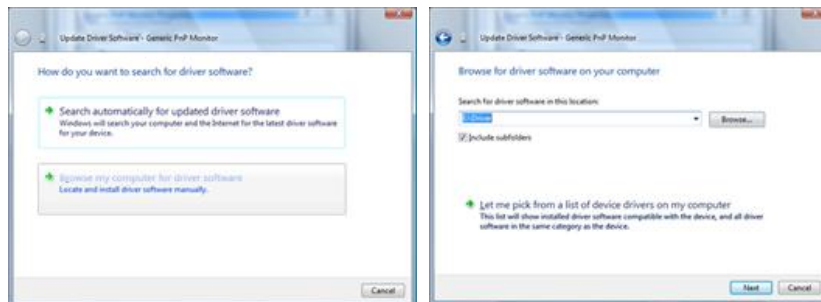 Update Driver Software - Generic PnP Monitor
How do you want to search for driver software?
Search automatically for updated driver software
Windows will search your computer and the Internet for the latest driver software
for your device.
Browse my computer for driver software
Locate and install driver software manually.
Cancel
Update Driver Software - Generic PnP Monitor
Browse for driver software on your computer
Search for driver software in this location:
Browse...
Include subfolders
Let me pick from a list of device drivers on my computer
This list will show installed driver software compatible with the device, and all driver
software in the same category as the device.
Next
Cancel